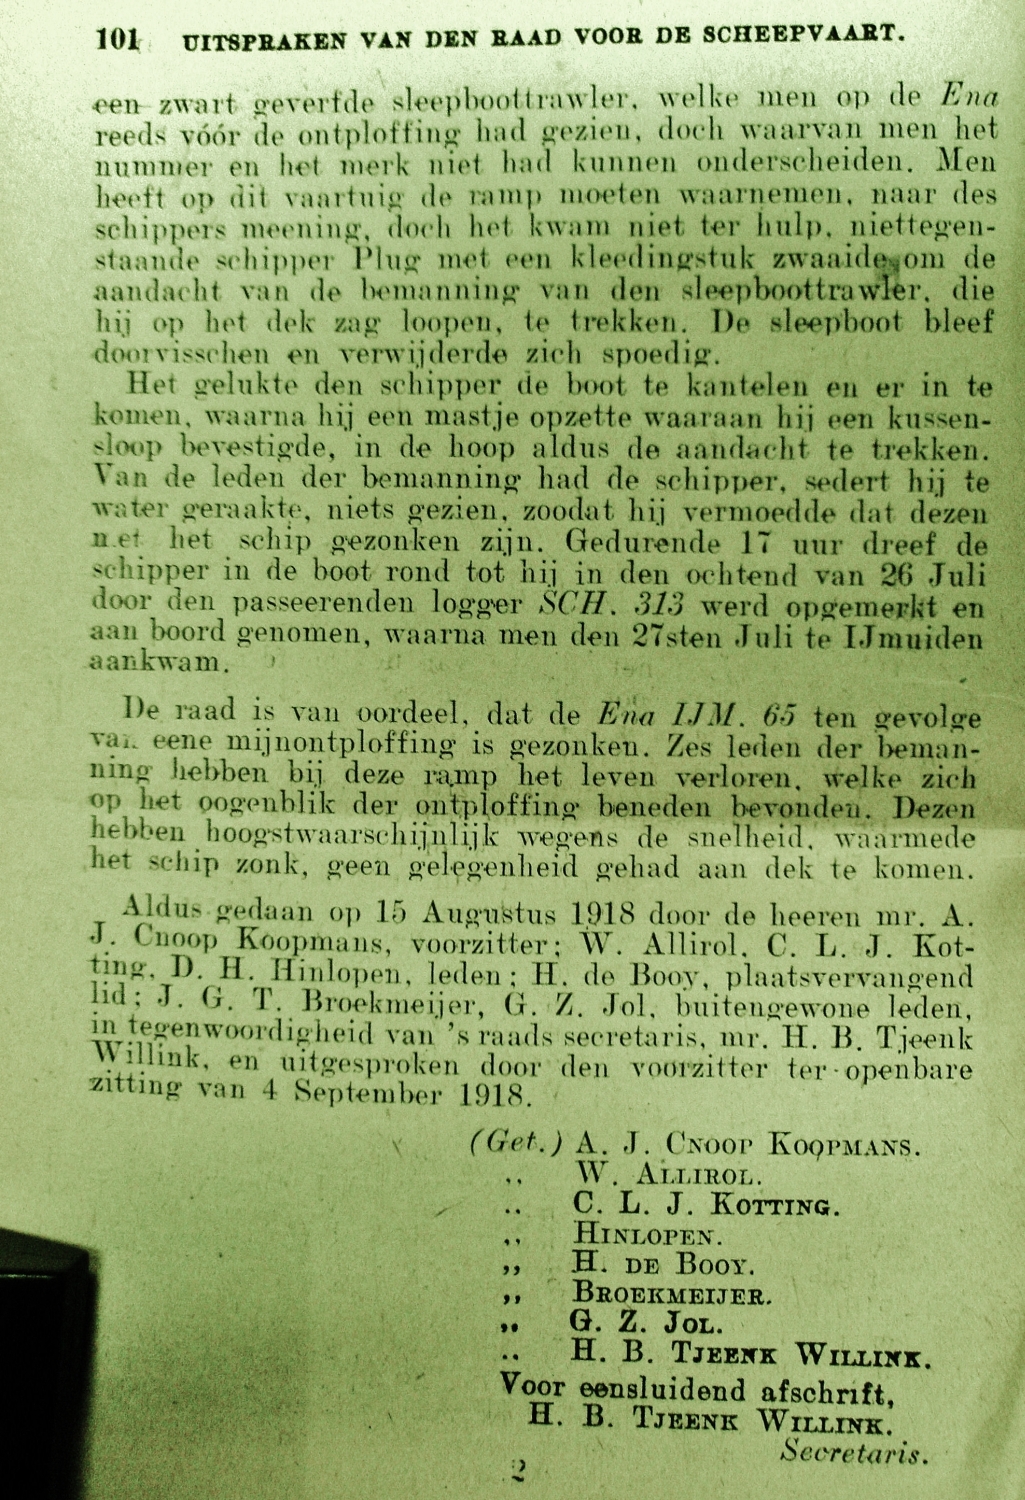 101 UITSPRAKEN VAN DEN RAAD VOOR DE SCHEEPVAART.
een zwart geverfde sleepboottrawler, welke men op de Ena
reeds vóór de ontploffing had gezien, doch waarvan men het
nummer en het merk niet had kunnen onderscheiden. Men
heeft op dit vaartuig de ramp moeten waarnemen, naar des
schippers meening, doch het kwam niet ter hulp, niettegen-
staande schipper Plug met een kleedingstuk zwaaide om de
aandacht van de bemanning van den sleepboottrawler, die
hij op het dek zag loopen, te trekken. De sleepboot bleef
doorvisschen en verwijderde zich spoedig.
Het gelukte den schipper de boot te kantelen en er in te
komen, waarna hij een mastje opzette waaraan hij een kussen-
sloop bevestigde, in de hoop aldus de aandacht te trekken.
Van de leden der bemanning had de schipper, sedert hij te
water geraakte, niets gezien, zoodat hij vermoedde dat dezen
met het schip gezonken zijn. Gedurende 17 uur dreef de
schipper in de boot rond tot hij in den ochtend van 26 Juli
door den passeerenden logger SCH. 313 werd opgemerkt en
aan boord genomen, waarna men den 27sten Juli te IJmuiden
aankwam.
De raad is van oordeel, dat de Ena IJM. 65 ten gevolge
van eene mijnontploffing is gezonken. Zes leden der beman-
ning hebben bij deze ramp het leven verloren, welke zich
op het oogenblik der ontploffing beneden bevonden. Dezen
hebben hoogstwaarschijnlijk wegens de snelheid, waarmede
het schip zonk, geen gelegenheid gehad aan dek te komen.
Aldus gedaan op 15 Augustus 1918 door de heeren mr. A.
J. Cnoop Koopmans, voorzitter; W. Allirol, C. L. J. Kot-
ting, D. H. Hinlopen, leden; H. de Booy, plaatsvervangend
lid; J. G. T. Broekmeijer, G. Z. Jol, buitengewone leden,
in tegenwoordigheid van 's raads secretaris, mr. H. B. Tjeenk
Willink, en uitgesproken door den voorzitter ter openbare
zitting van 4 September 1918.
(Get.) A. J. CNOOP KOOPMANS.
„ W. ALLIROL.
„ C. L. J. KOTTING.
„ HINLOPEN.
„ H. DE BOOY.
„ BROEKMEIJER.
„ G. Z. JOL.
„ H. B. TJEENK WILLINK.
Voor eensluidend afschrift,
H. B. TJEENK WILLINK.
Secretaris.
2